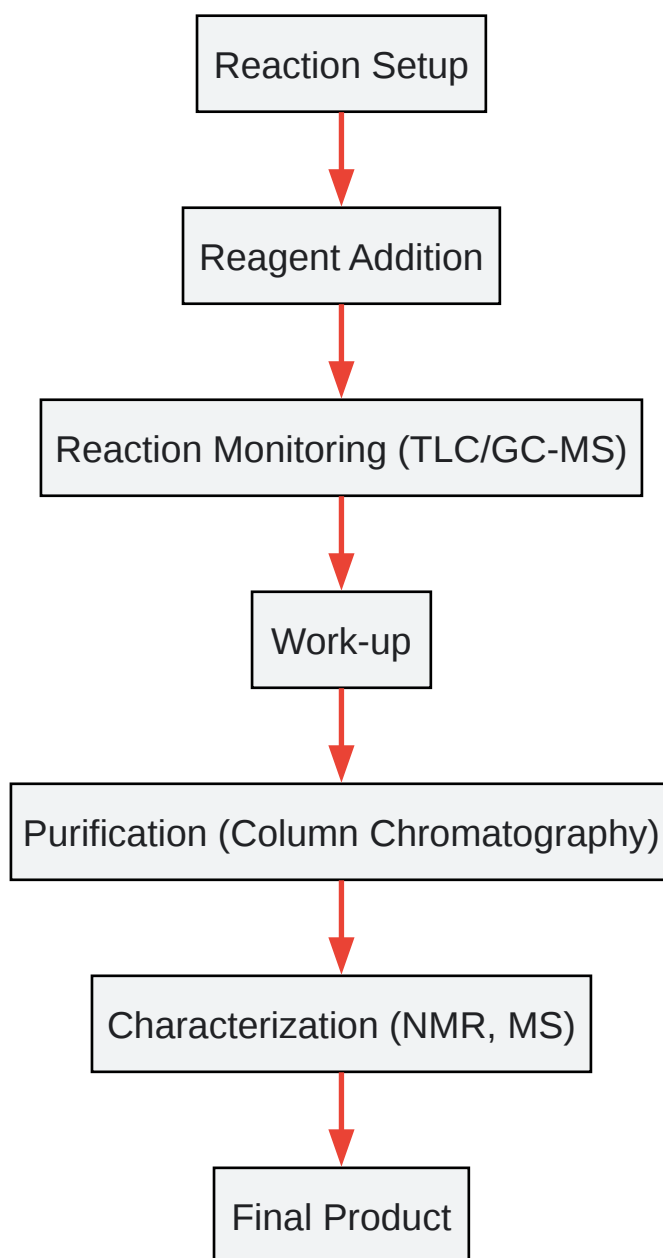 Reaction Setup
Reagent Addition
Reaction Monitoring (TLC/GC-MS)
Work-up
Purification (Column Chromatography)
Characterization (NMR, MS)
Final Product